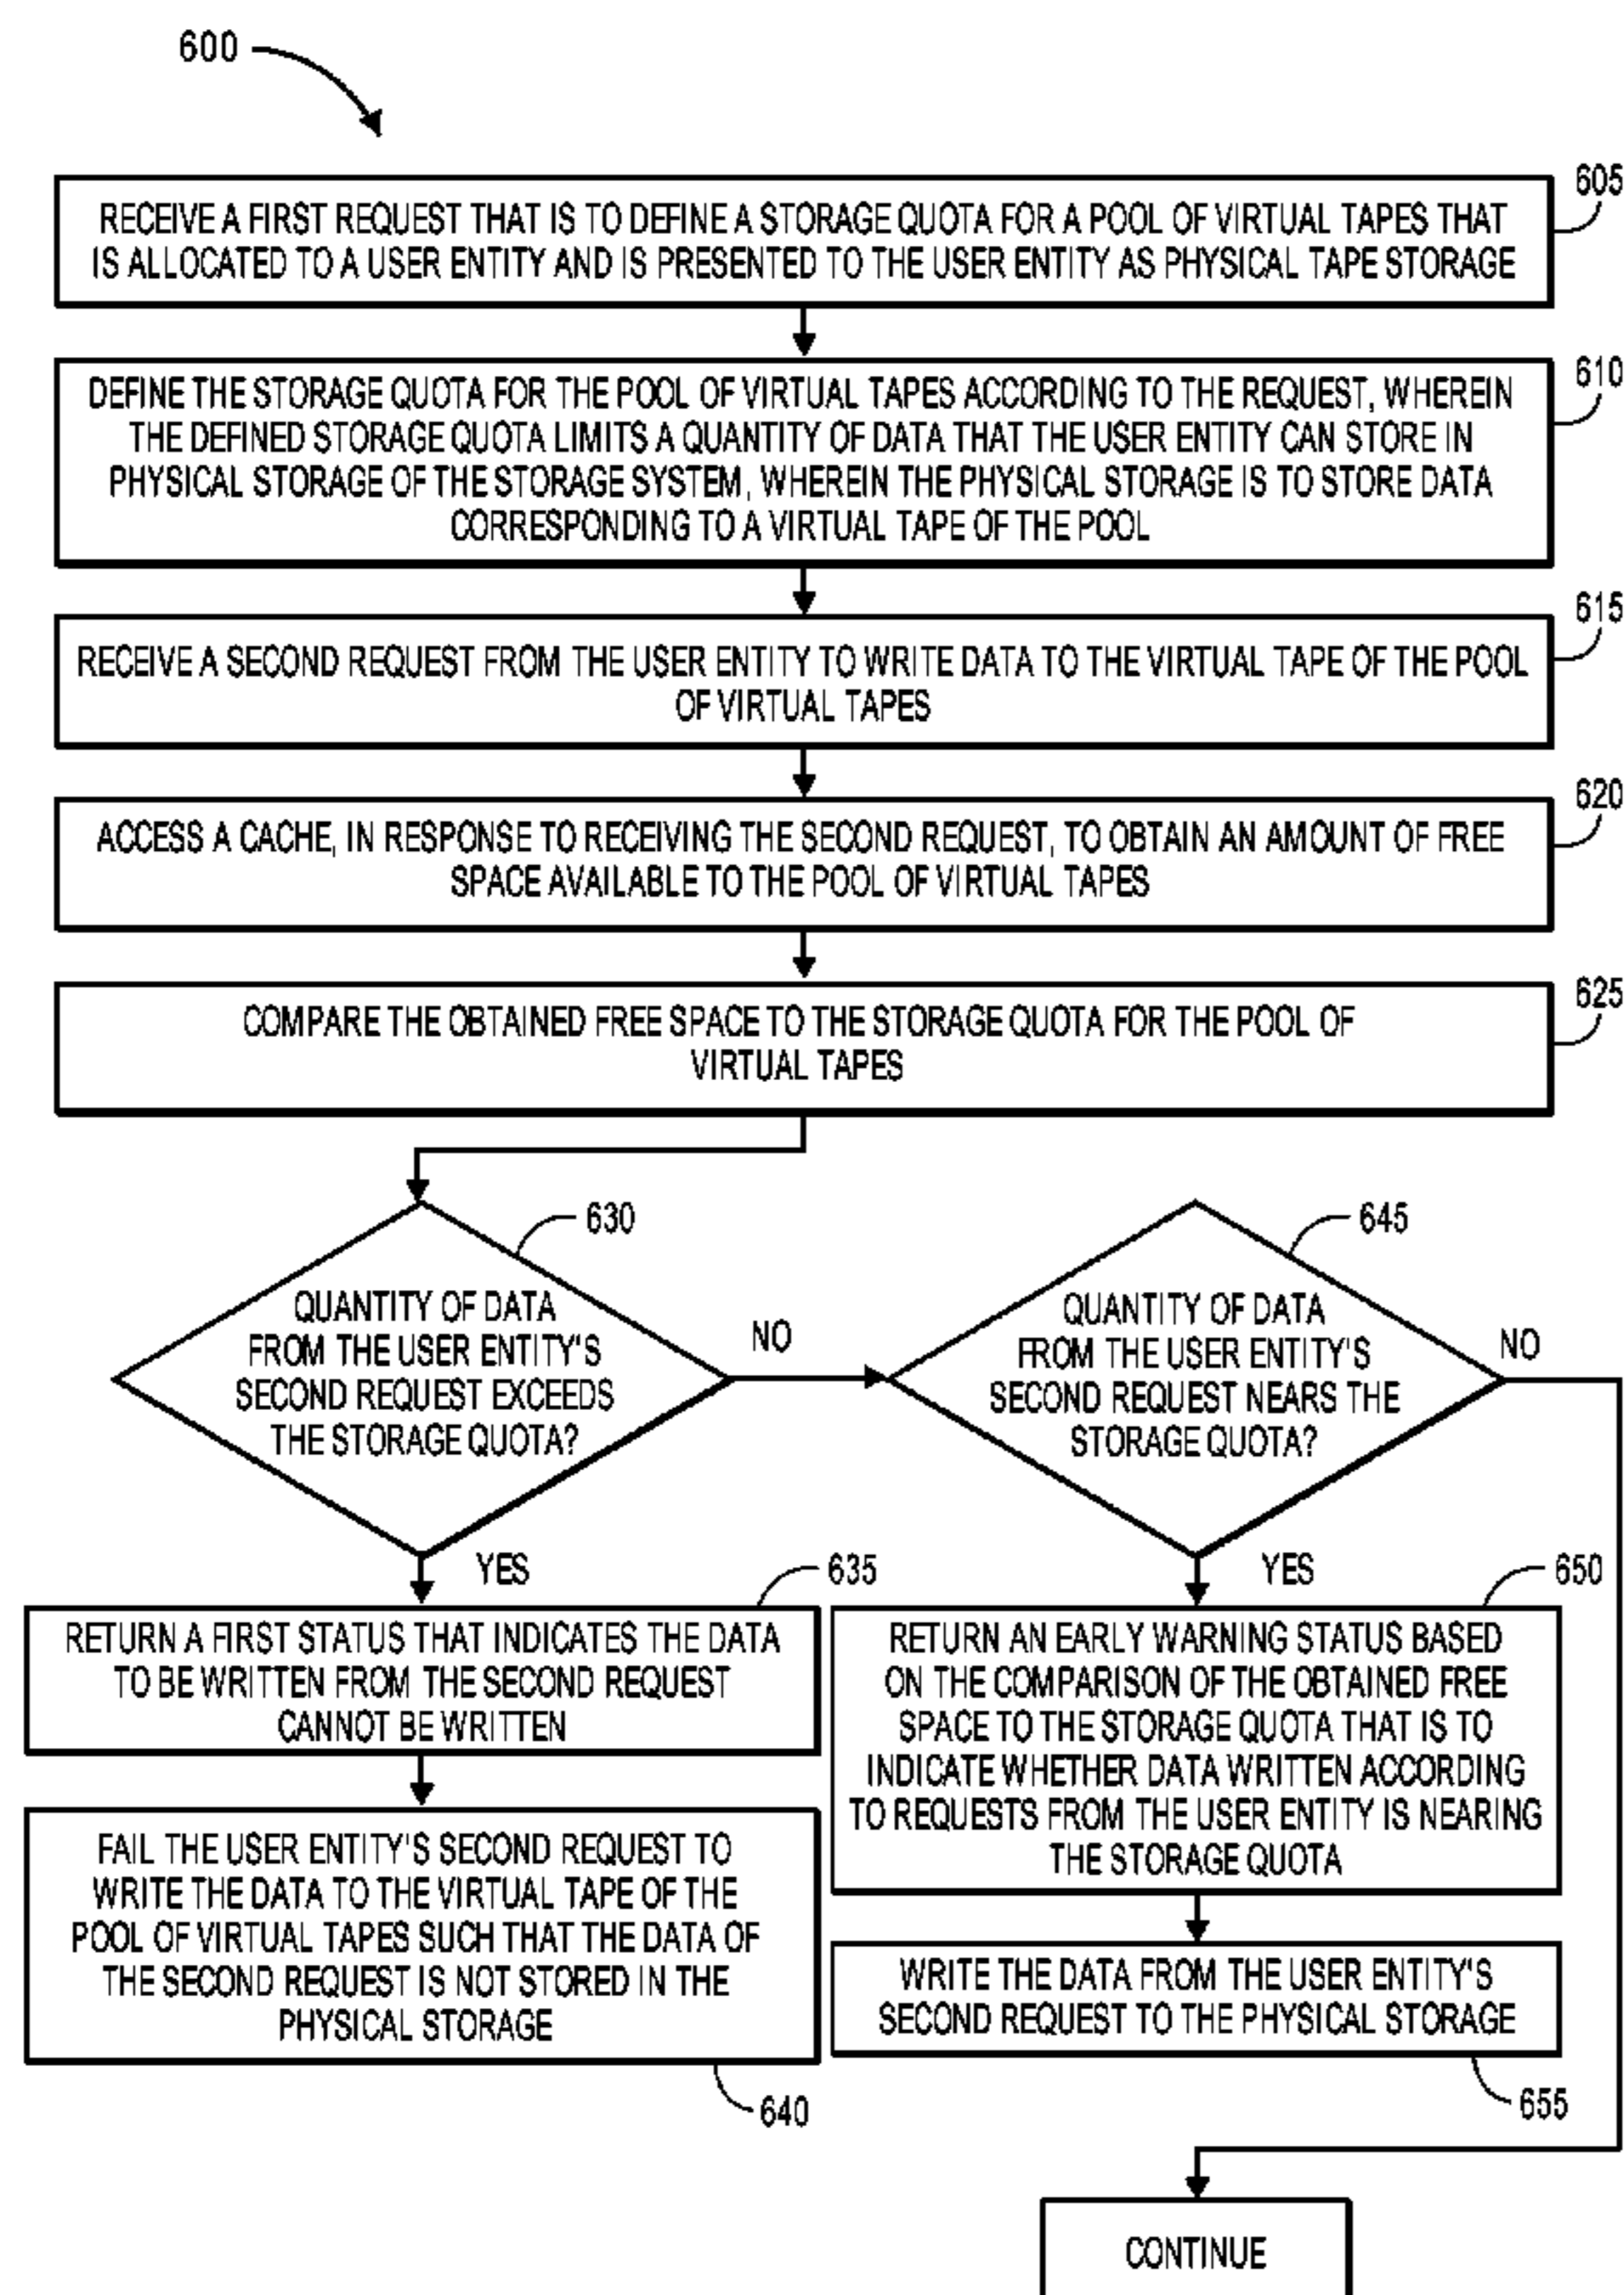 600
605
RECEIVE A FIRST REQUEST THAT IS TO DEFINE A STORAGE QUOTA FOR A POOL OF VIRTUAL TAPES THAT
IS ALLOCATED TO A USER ENTITY AND IS PRESENTED TO THE USER ENTITY AS PHYSICAL TAPE STORAGE
610
DEFINE THE STORAGE QUOTA FOR THE POOL OF VIRTUAL TAPES ACCORDING TO THE REQUEST, WHEREIN
THE DEFINED STORAGE QUOTA LIMITS A QUANTITY OF DATA THAT THE USER ENTITY CAN STORE IN
PHYSICAL STORAGE OF THE STORAGE SYSTEM, WHEREIN THE PHYSICAL STORAGE IS TO STORE DATA
CORRESPONDING TO A VIRTUAL TAPE OF THE POOL
615
RECEIVE A SECOND REQUEST FROM THE USER ENTITY TO WRITE DATA TO THE VIRTUAL TAPE OF THE POOL
OF VIRTUAL TAPES
620
ACCESS A CACHE, IN RESPONSE TO RECEIVING THE SECOND REQUEST, TO OBTAIN AN AMOUNT OF FREE
SPACE AVAILABLE TO THE POOL OF VIRTUAL TAPES
625
COMPARE THE OBTAINED FREE SPACE TO THE STORAGE QUOTA FOR THE POOL OF
VIRTUAL TAPES
630
QUANTITY OF DATA
FROM THE USER ENTITY'S
SECOND REQUEST EXCEEDS
THE STORAGE QUOTA?
NO
YES
645
QUANTITY OF DATA
FROM THE USER ENTITY'S
SECOND REQUEST NEARS THE
STORAGE QUOTA?
NO
YES
635
RETURN A FIRST STATUS THAT INDICATES THE DATA
TO BE WRITTEN FROM THE SECOND REQUEST
CANNOT BE WRITTEN
FAIL THE USER ENTITY'S SECOND REQUEST TO
WRITE THE DATA TO THE VIRTUAL TAPE OF THE
POOL OF VIRTUAL TAPES SUCH THAT THE DATA OF
THE SECOND REQUEST IS NOT STORED IN THE
PHYSICAL STORAGE
640
650
RETURN AN EARLY WARNING STATUS BASED
ON THE COMPARISON OF THE OBTAINED FREE
SPACE TO THE STORAGE QUOTA THAT IS TO
INDICATE WHETHER DATA WRITTEN ACCORDING
TO REQUESTS FROM THE USER ENTITY IS NEARING
THE STORAGE QUOTA
WRITE THE DATA FROM THE USER ENTITY'S
SECOND REQUEST TO THE PHYSICAL STORAGE
655
CONTINUE